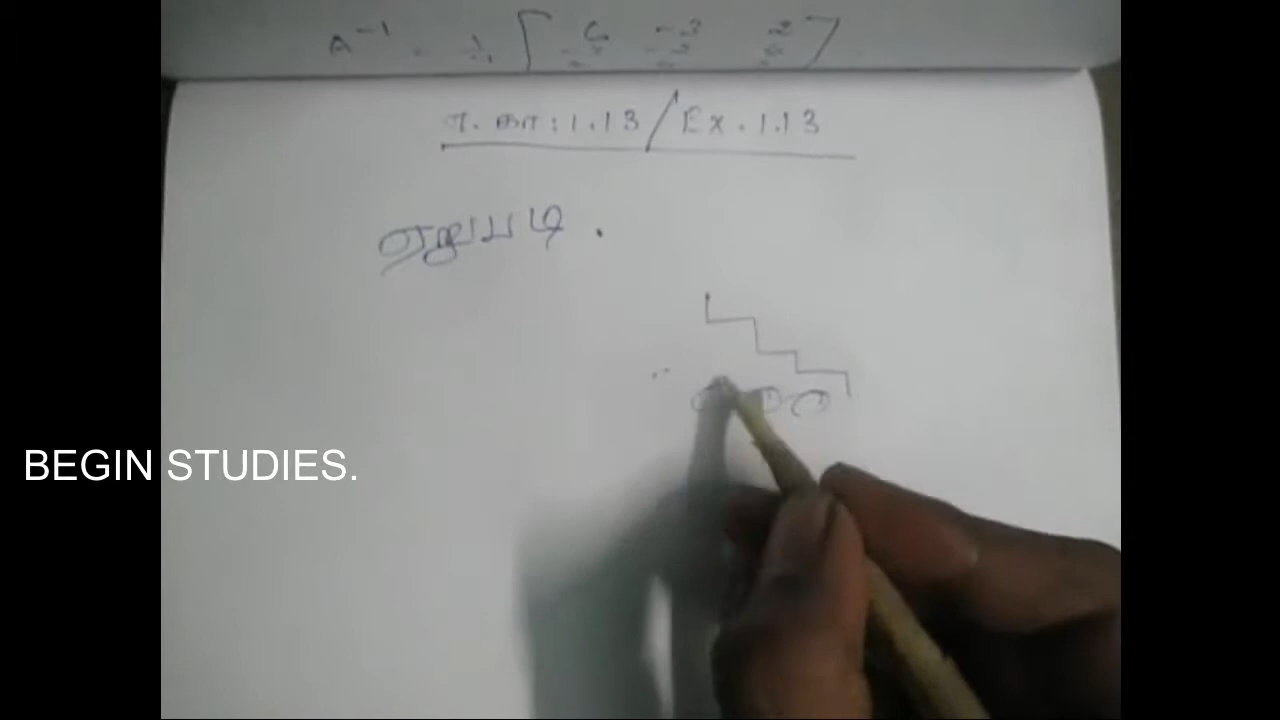 A⁻¹ =
எ. கா : 1.13 / Ex. 1.13
ஏறுபடி .
BEGIN STUDIES.